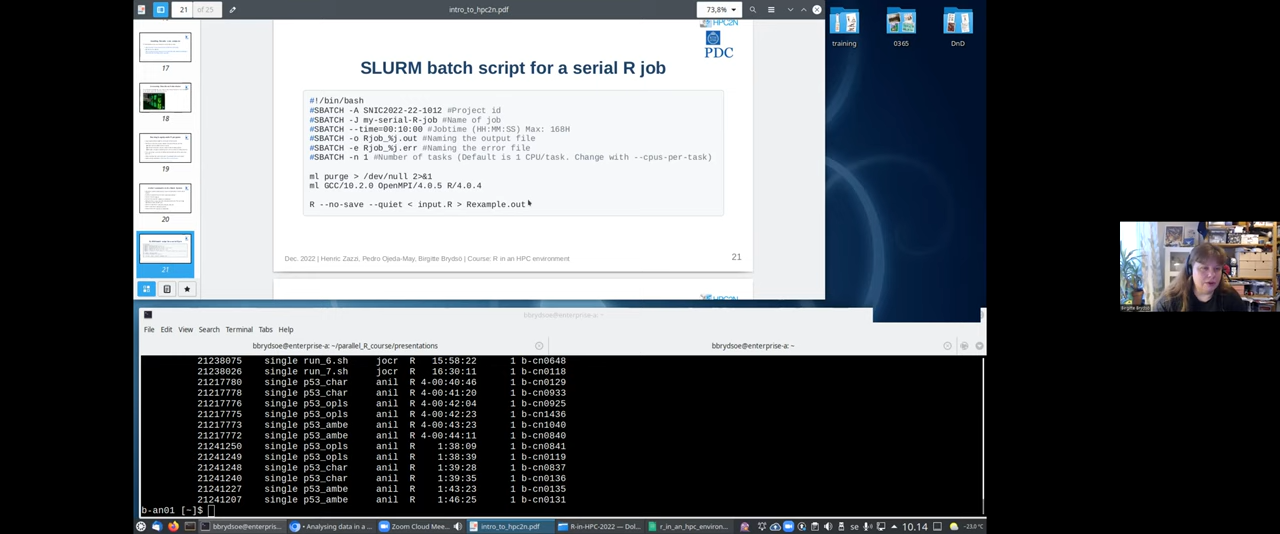 21 of 25
intro_to_hpc2n.pdf
73,8%
17
18
19
20
21
HPC2N
PDC
SLURM batch script for a serial R job
#!/bin/bash
#SBATCH -A SNIC2022-22-1012 #Project id
#SBATCH -J my-serial-R-job #Name of job
#SBATCH --time=00:10:00 #Jobtime (HH:MM:SS) Max: 168H
#SBATCH -o Rjob_%j.out #Naming the output file
#SBATCH -e Rjob_%j.err #Naming the error file
#SBATCH -n 1 #Number of tasks (Default is 1 CPU/task. Change with --cpus-per-task)
ml purge > /dev/null 2>&1
ml GCC/10.2.0 OpenMPI/4.0.5 R/4.0.4
R --no-save --quiet < input.R > Rexample.out
Dec. 2022 | Henric Zazzi, Pedro Ojeda-May, Birgitte Brydsö | Course: R in an HPC environment
21
HPC2N
training
0365
DnD
Birgitte Brydsö
bbrydsoe@enterprise-a: ~
File Edit View Search Terminal Tabs Help
bbrydsoe@enterprise-a: ~/parallel_R_course/presentations
bbrydsoe@enterprise-a: ~
21238075 single run_6.sh jocr R 15:58:22 1 b-cn0648
21238026 single run_7.sh jocr R 16:30:11 1 b-cn0118
21217780 single p53_char anil R 4-00:40:46 1 b-cn0129
21217778 single p53_char anil R 4-00:41:20 1 b-cn0933
21217776 single p53_opls anil R 4-00:42:04 1 b-cn0925
21217775 single p53_opls anil R 4-00:42:23 1 b-cn1436
21217773 single p53_ambe anil R 4-00:43:23 1 b-cn1040
21217772 single p53_ambe anil R 4-00:44:11 1 b-cn0840
21241250 single p53_opls anil R 1:38:09 1 b-cn0841
21241249 single p53_opls anil R 1:38:39 1 b-cn0119
21241248 single p53_char anil R 1:39:28 1 b-cn0837
21241240 single p53_char anil R 1:39:35 1 b-cn0136
21241227 single p53_ambe anil R 1:43:23 1 b-cn0135
21241207 single p53_ambe anil R 1:46:25 1 b-cn0131
b-an01 [~]$
bbrydsoe@enterpris...
Analysing data in a ...
Zoom Cloud Mee...
intro_to_hpc2n.pdf
R-in-HPC-2022 — Dol...
r_in_an_hpc_environ...
se
10.14
-23.0 °C